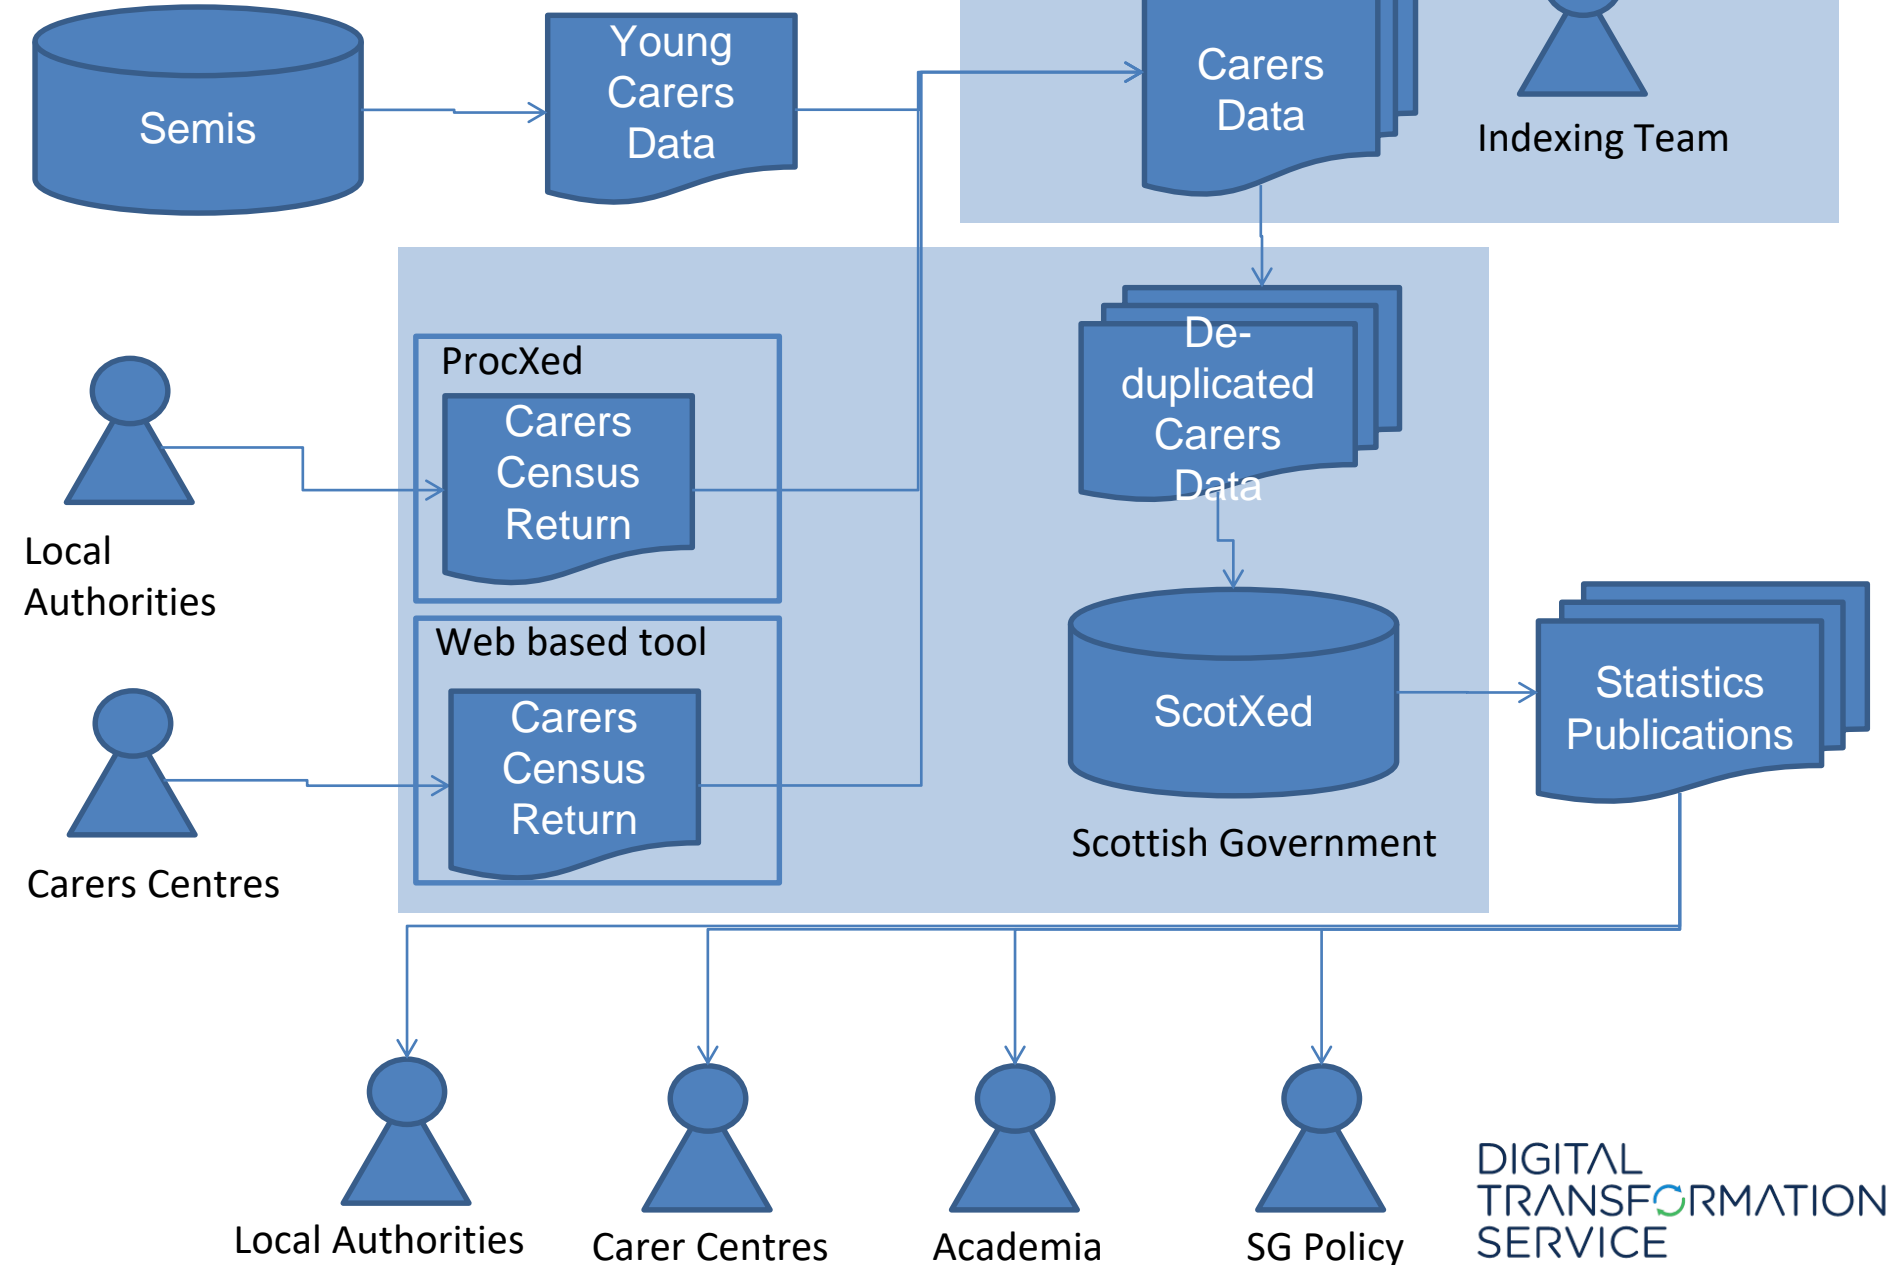 Semis
Young
Carers
Data
Carers
Data
Indexing Team
ProcXed
Carers
Census
Return
De-
duplicated
Carers
Data
Local
Authorities
Web based tool
Carers
Census
Return
ScotXed
Statistics
Publications
Scottish Government
Carers Centres
Local Authorities
Carer Centres
Academia
SG Policy
DIGITAL
TRANSFORMATION
SERVICE